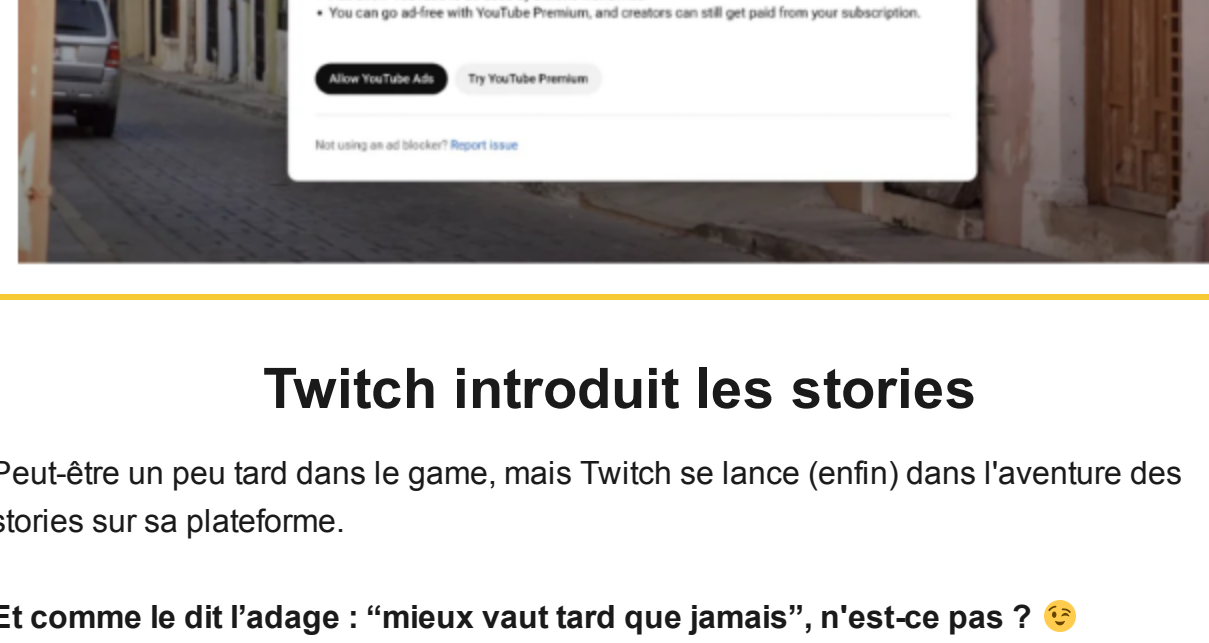 • You can go ad-free with YouTube Premium, and creators can still get paid from your subscription.
Allow YouTube Ads Try YouTube Premium
Not using an ad blocker? Report issue
Twitch introduit les stories
Peut-être un peu tard dans le game, mais Twitch se lance (enfin) dans l'aventure des
stories sur sa plateforme.
Et comme le dit l’adage : “mieux vaut tard que jamais”, n'est-ce pas ? 😉